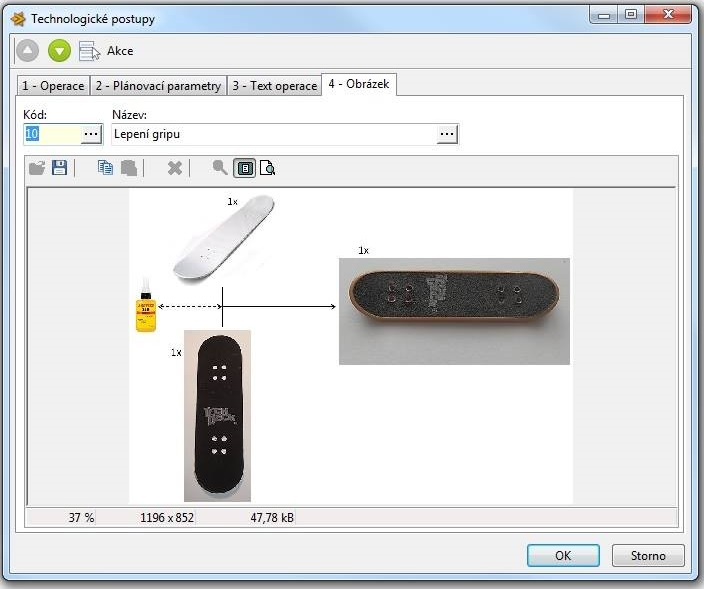 Technologické postupy
Akce
1 - Operace
2 - Plánovací parametry
3 - Text operace
4 - Obrázek
Kód:
Název:
10
...
Lepení gripu
...
1x
1x
1x
37 %
1196 x 852
47,78 kB
OK
Storno